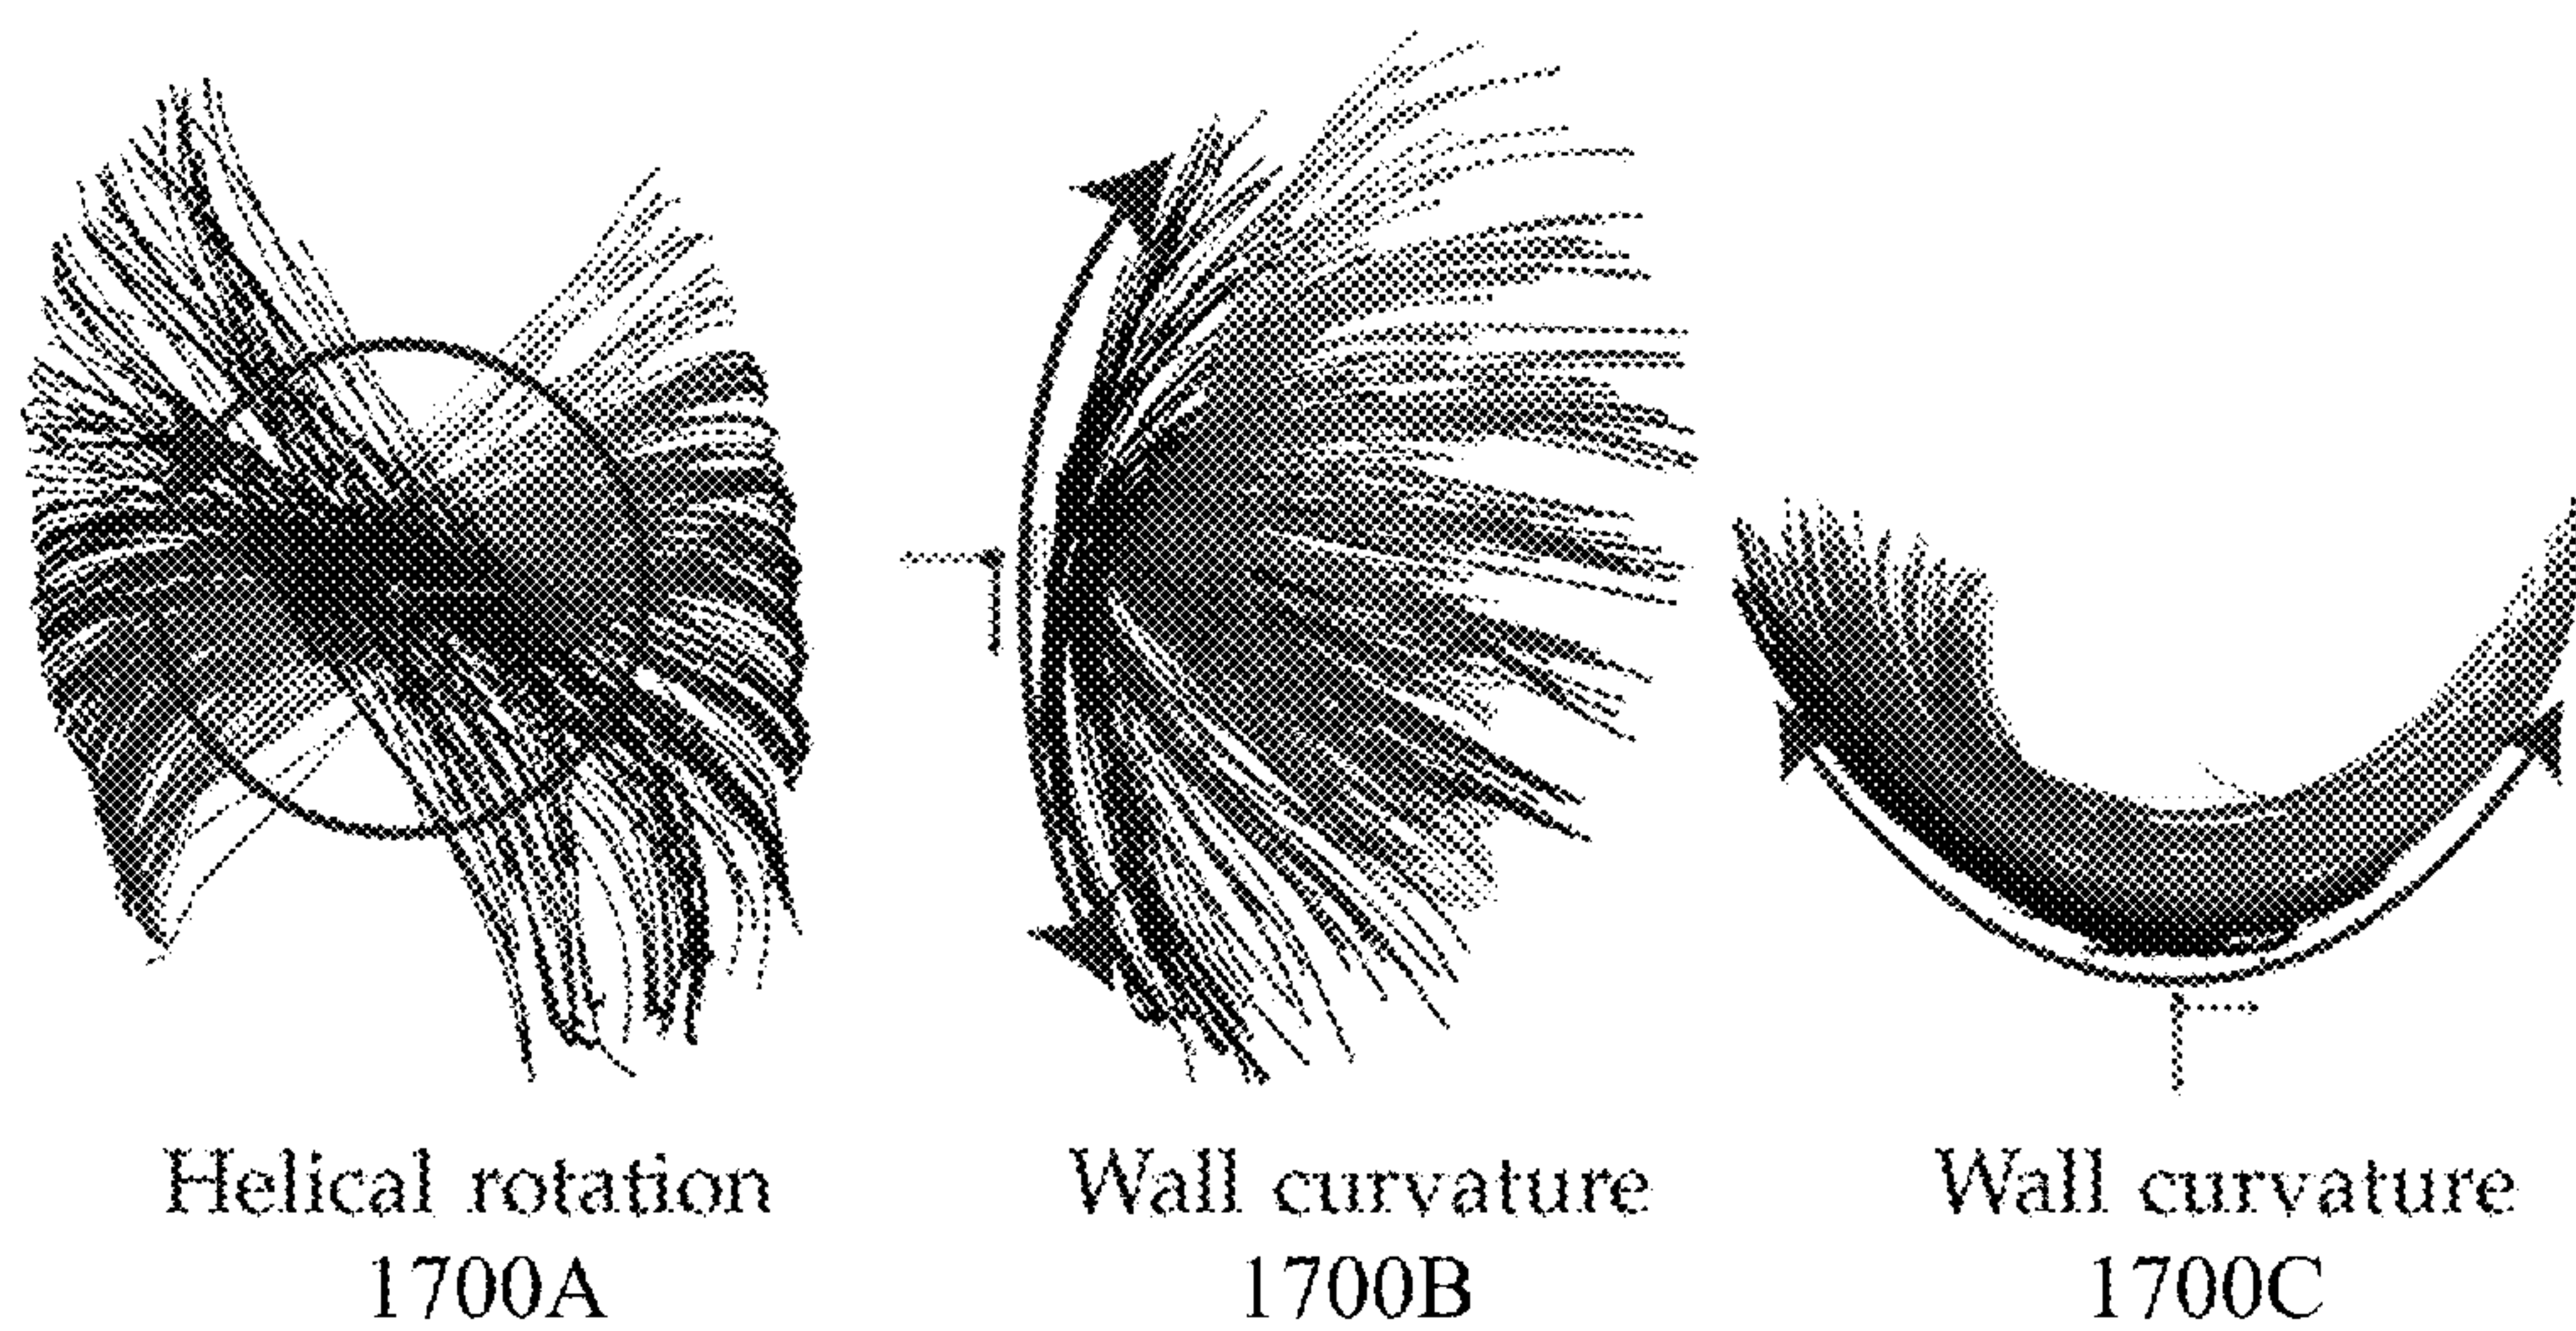 Helical rotation
1700A
Wall curvature
1700B
Wall curvature
1700C